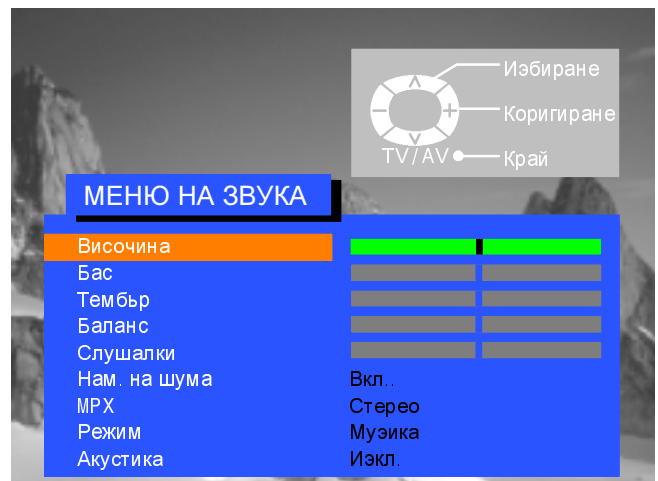 Иэбиране
Коригиране
TV/AV Край
МЕНЮ НА ЗВУКА
Височина
Бас
Тембър
Баланс
Слушалки
Нам. на шума Вкл..
MPX Стерео
Режим Муэика
Акустика Иэкл.